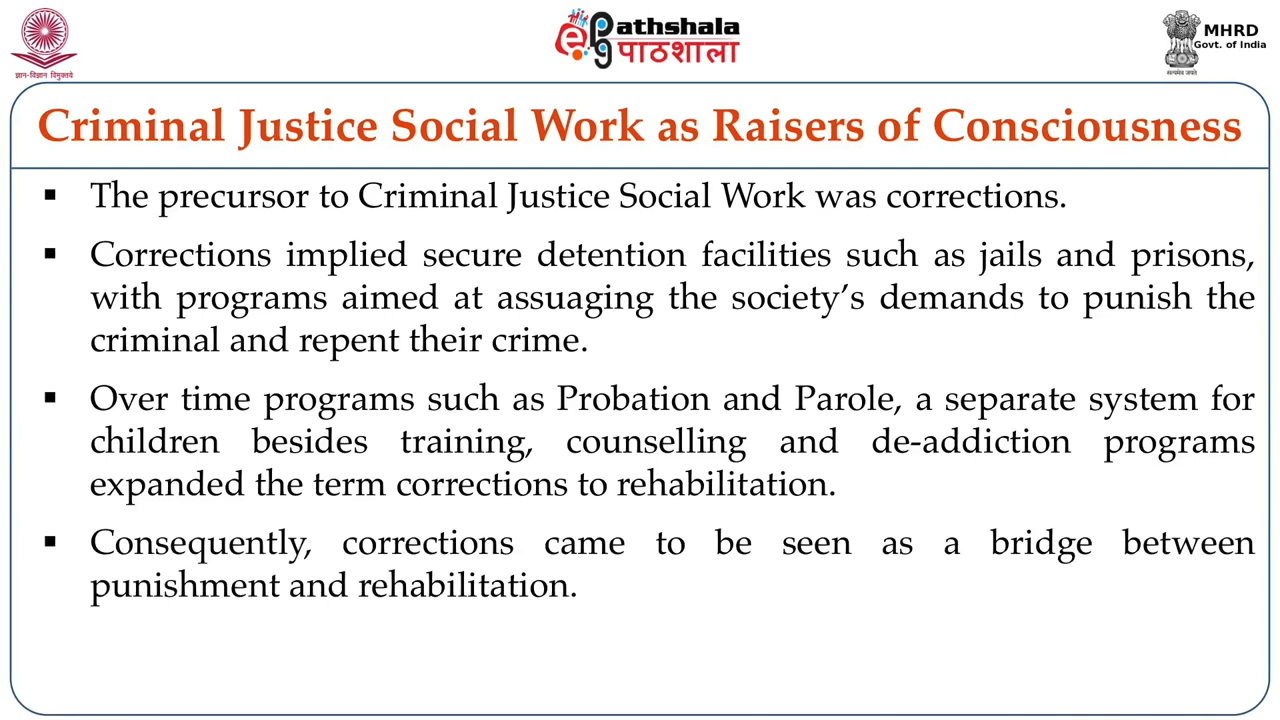 ज्ञान-विज्ञान विमुक्तये
ePathshala
पाठशाला
MHRD
Govt. of India
सत्यमेव जयते
Criminal Justice Social Work as Raisers of Consciousness
▪ The precursor to Criminal Justice Social Work was corrections.
▪ Corrections implied secure detention facilities such as jails and prisons,
with programs aimed at assuaging the society’s demands to punish the
criminal and repent their crime.
▪ Over time programs such as Probation and Parole, a separate system for
children besides training, counselling and de-addiction programs
expanded the term corrections to rehabilitation.
▪ Consequently, corrections came to be seen as a bridge between
punishment and rehabilitation.